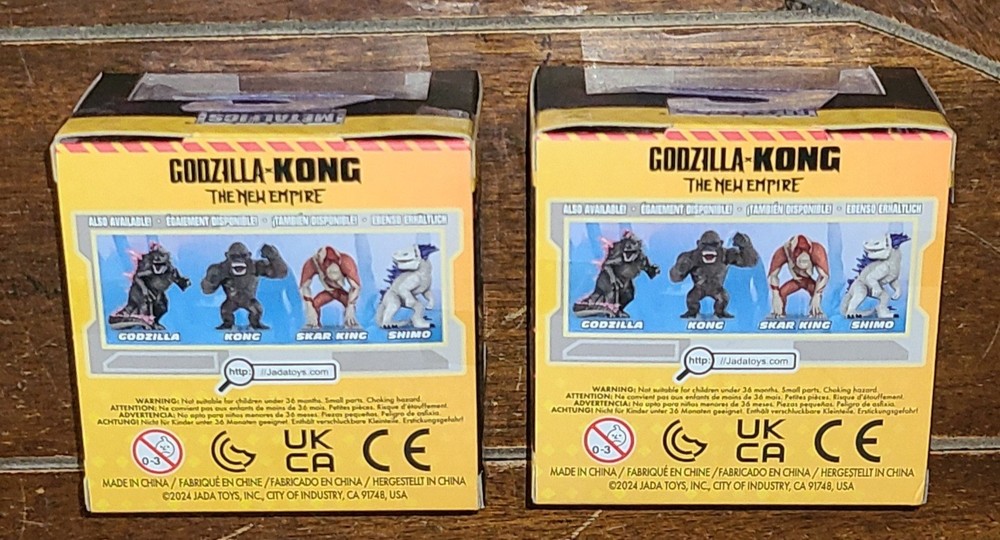 METALFIGS
GODZILLA × KONG
THE NEW EMPIRE
ALSO AVAILABLE! • ÉGALEMENT DISPONIBLE! • ¡TAMBIÉN DISPONIBLE! • EBENSO ERHÄLTLICH
GODZILLA KONG SKAR KING SHIMO
http: //Jadatoys.com
WARNING: Not suitable for children under 36 months. Small parts. Choking hazard.
ATTENTION: Ne convient pas aux enfants de moins de 36 mois. Petites pièces. Risque d'étouffement.
ADVERTENCIA: No apto para niños menores de 36 meses. Piezas pequeñas. Peligro de asfixia.
ACHTUNG! Nicht für Kinder unter 36 Monaten geeignet. Enthält verschluckbare Kleinteile. Erstickungsgefahr!
0-3 UK CA CE
MADE IN CHINA / FABRIQUÉ EN CHINE / FABRICADO EN CHINA / HERGESTELLT IN CHINA
©2024 JADA TOYS, INC., CITY OF INDUSTRY, CA 91748, USA
GODZILLA × KONG
THE NEW EMPIRE
ALSO AVAILABLE! • ÉGALEMENT DISPONIBLE! • ¡TAMBIÉN DISPONIBLE! • EBENSO ERHÄLTLICH
GODZILLA KONG SKAR KING SHIMO
http: //Jadatoys.com
WARNING: Not suitable for children under 36 months. Small parts. Choking hazard.
ATTENTION: Ne convient pas aux enfants de moins de 36 mois. Petites pièces. Risque d'étouffement.
ADVERTENCIA: No apto para niños menores de 36 meses. Piezas pequeñas. Peligro de asfixia.
ACHTUNG! Nicht für Kinder unter 36 Monaten geeignet. Enthält verschluckbare Kleinteile. Erstickungsgefahr!
0-3 UK CA CE
MADE IN CHINA / FABRIQUÉ EN CHINE / FABRICADO EN CHINA / HERGESTELLT IN CHINA
©2024 JADA TOYS, INC., CITY OF INDUSTRY, CA 91748, USA